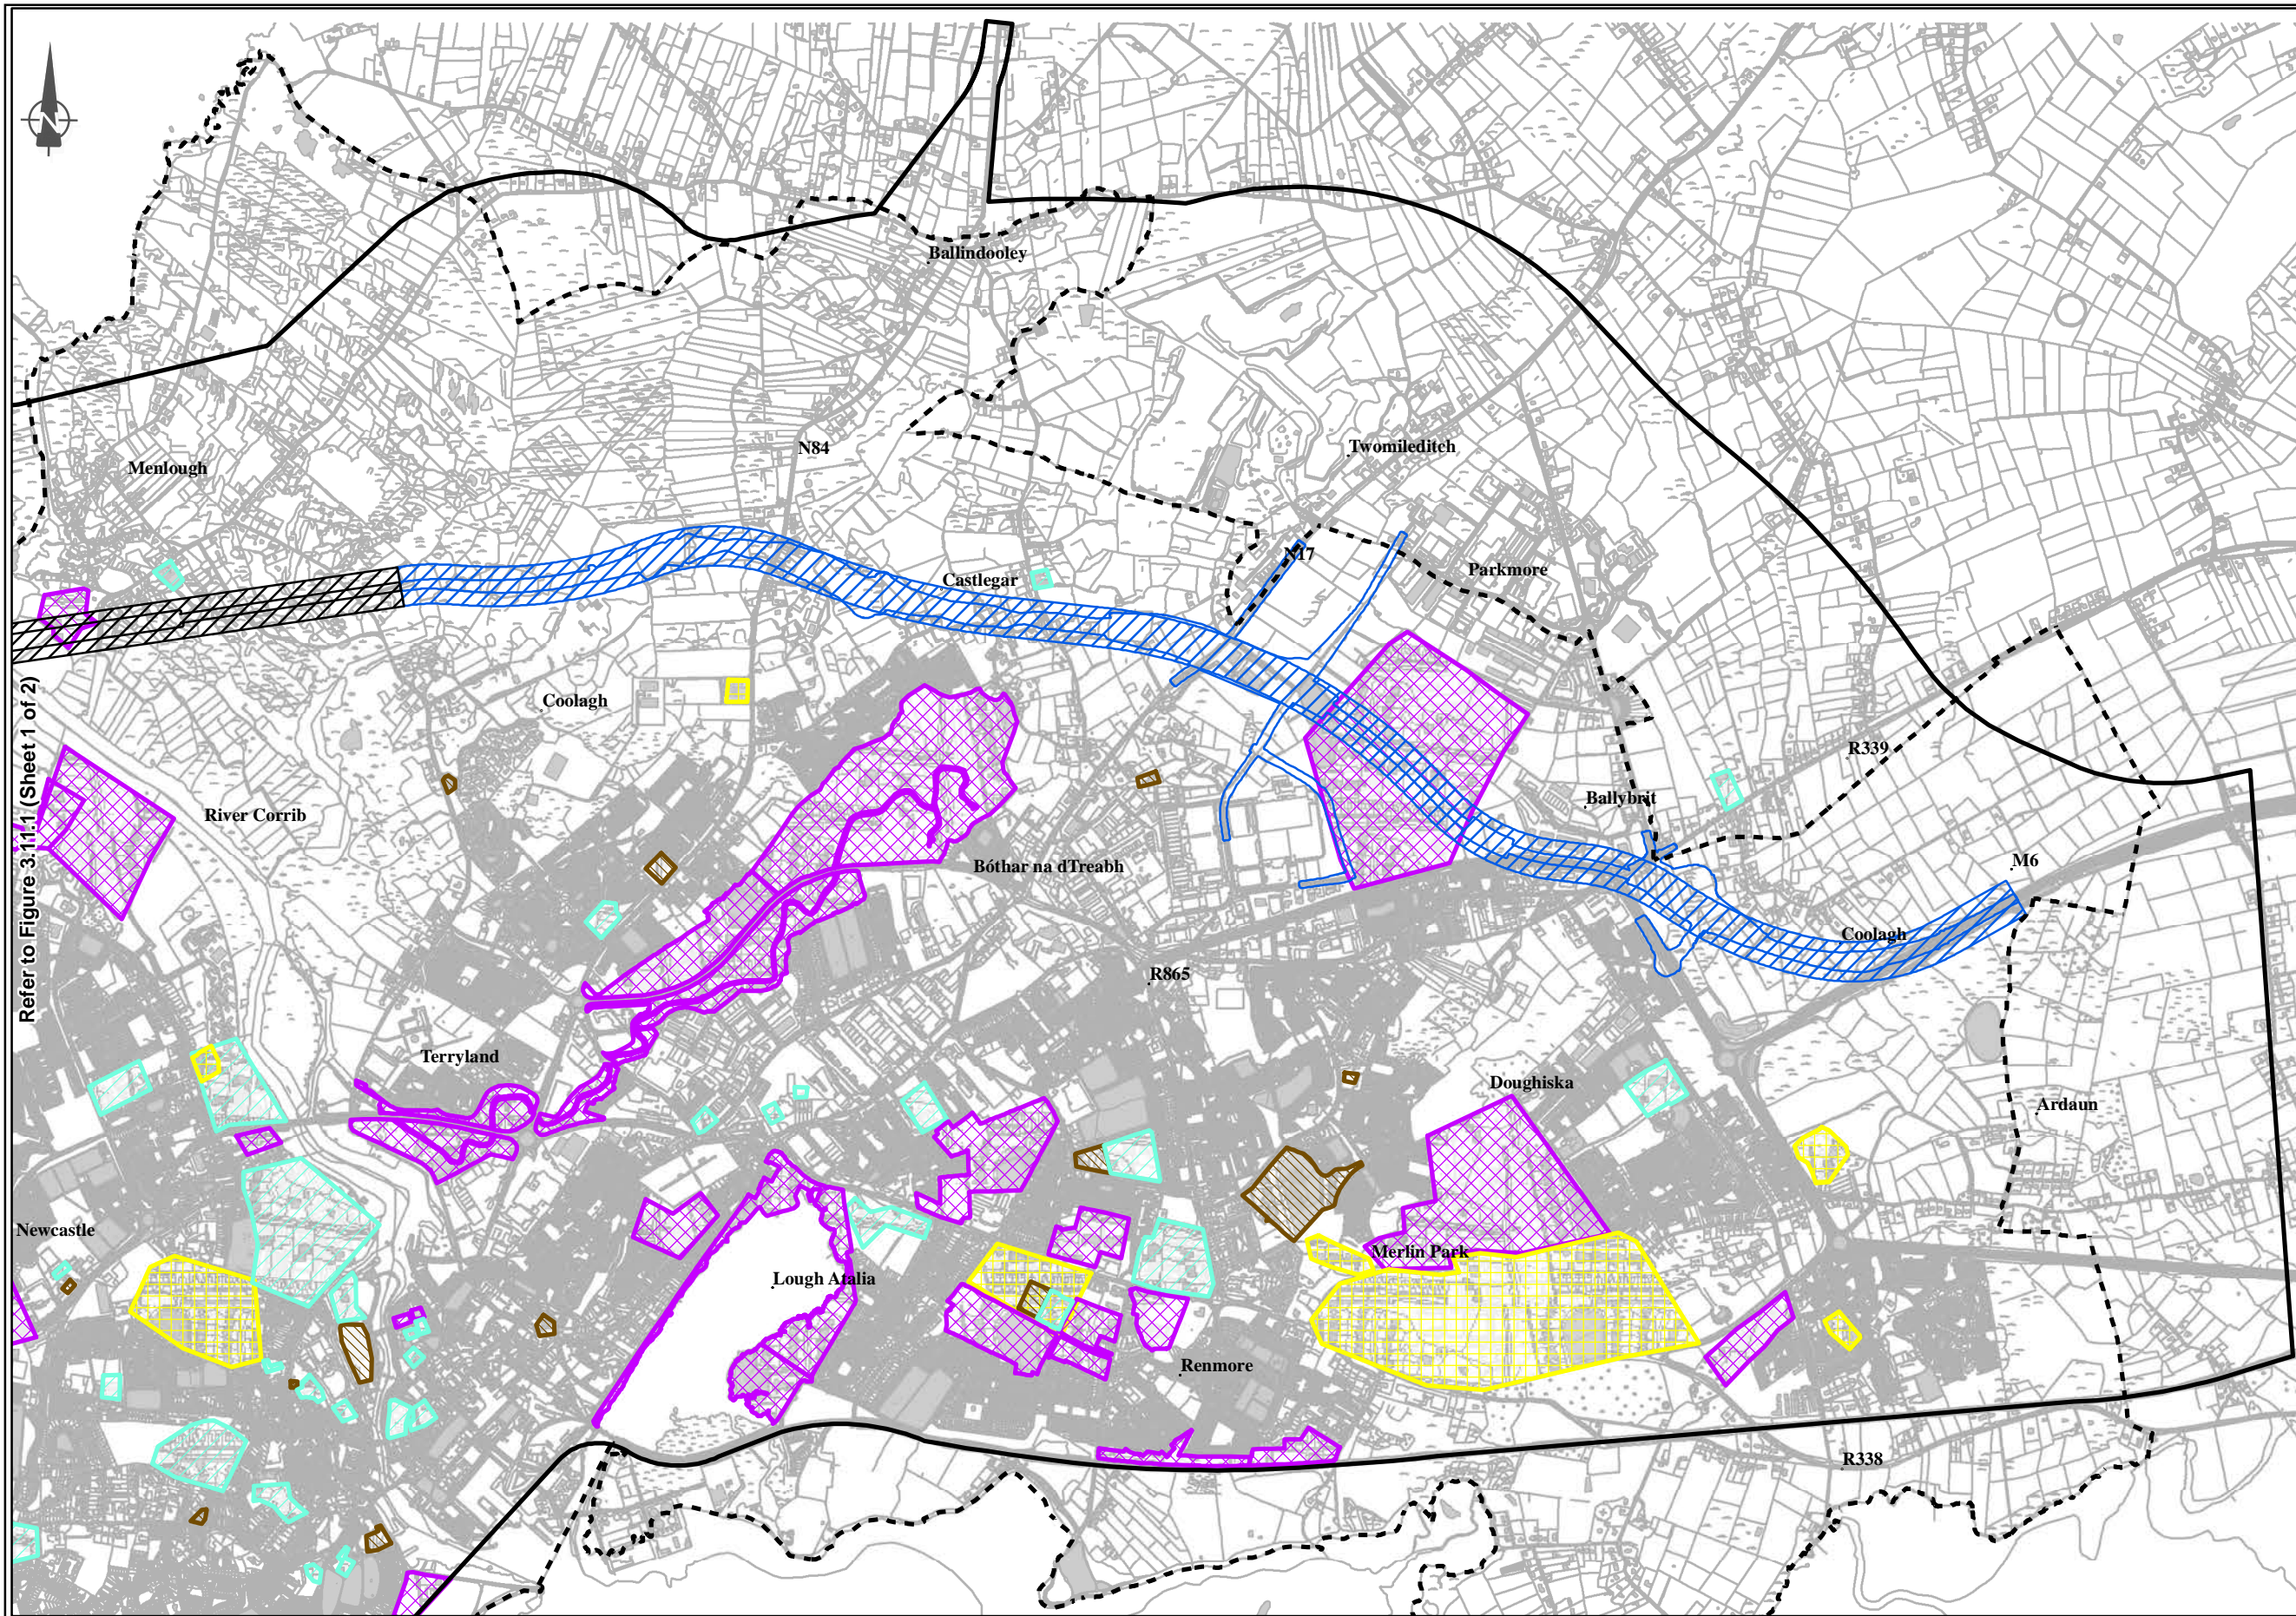 N
Ballindooley
N84
Twomileditch
Menlough
N17
Parkmore
Castlegar
Coolagh
R339
Refer to Figure 3.11.1 (Sheet 1 of 2)
River Corrib
Ballybrit
Bóthar na dTreabh
M6
Coolagh
R865
Terryland
Doughiska
Ardaun
Newcastle
Merlin Park
Lough Atalia
Renmore
R338